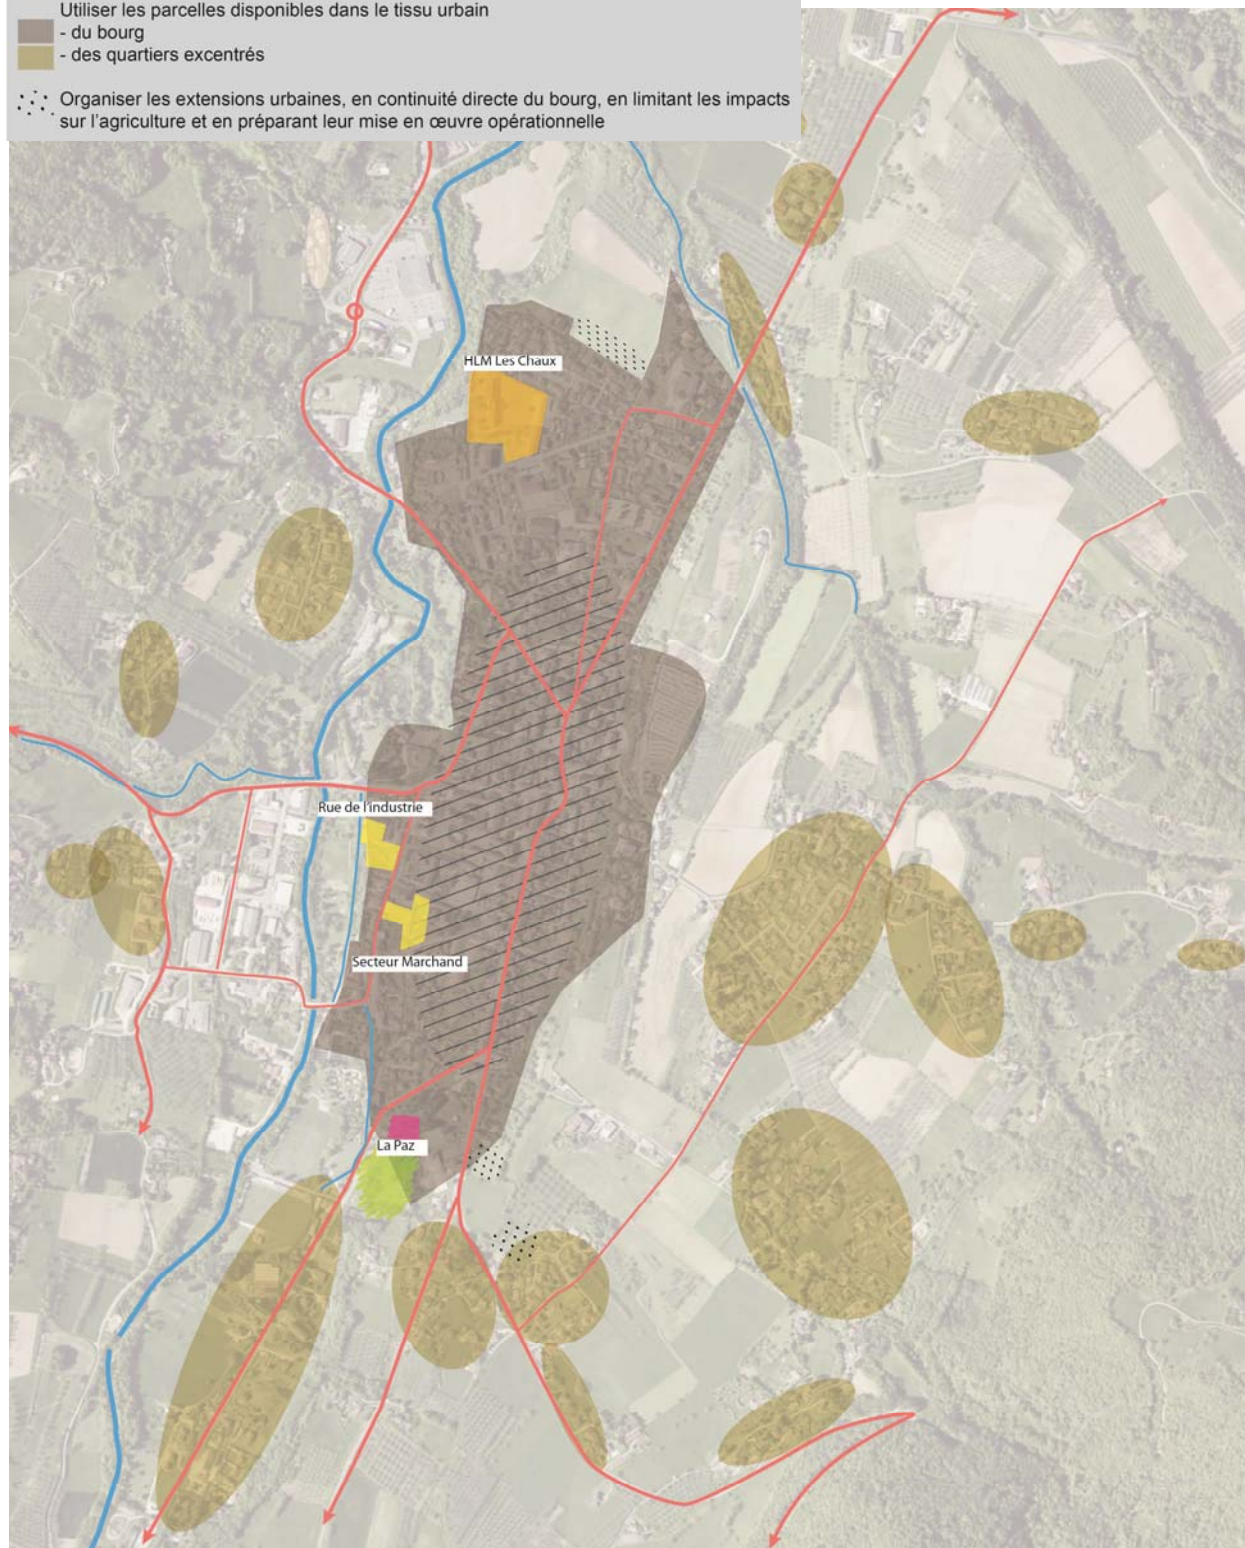 Utiliser les parcelles disponibles dans le tissu urbain
- du bourg
- des quartiers excentrés
Organiser les extensions urbaines, en continuité directe du bourg, en limitant les impacts
sur l'agriculture et en préparant leur mise en œuvre opérationnelle
HLM Les Chaux
Rue de l'industrie
Secteur Marchand
La Paz